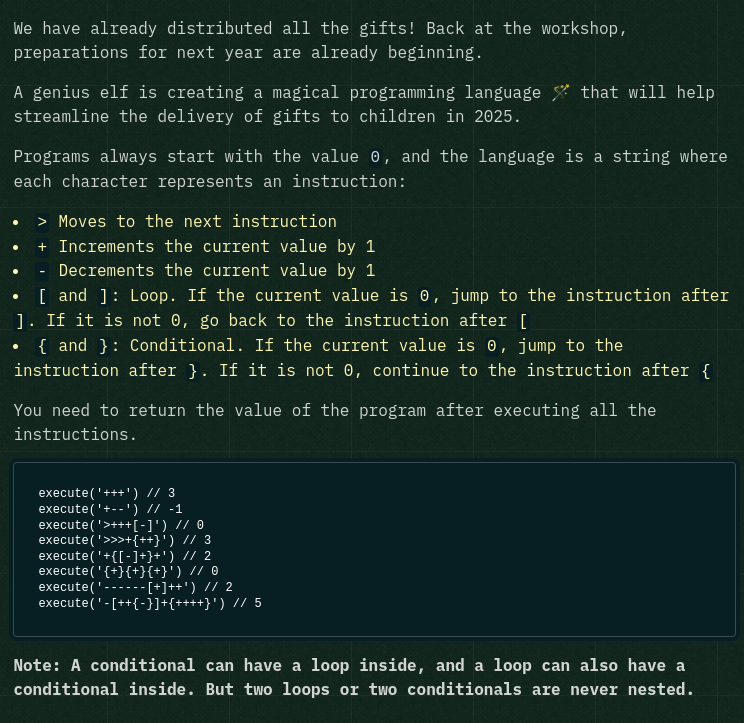 We have already distributed all the gifts! Back at the workshop,
preparations for next year are already beginning.
A genius elf is creating a magical programming language 🪄 that will help
streamline the delivery of gifts to children in 2025.
Programs always start with the value 0, and the language is a string where
each character represents an instruction:
• > Moves to the next instruction
• + Increments the current value by 1
• - Decrements the current value by 1
• [ and ]: Loop. If the current value is 0, jump to the instruction after
]. If it is not 0, go back to the instruction after [
• { and }: Conditional. If the current value is 0, jump to the
instruction after }. If it is not 0, continue to the instruction after {
You need to return the value of the program after executing all the
instructions.
execute('+++') // 3
execute('+--') // -1
execute('>+++[-]') // 0
execute('>>>+{++}') // 3
execute('+{[-]+}+') // 2
execute('{+}{+}{+}') // 0
execute('------[+]++') // 2
execute('-[++{-}]+{++++}') // 5
Note: A conditional can have a loop inside, and a loop can also have a
conditional inside. But two loops or two conditionals are never nested.